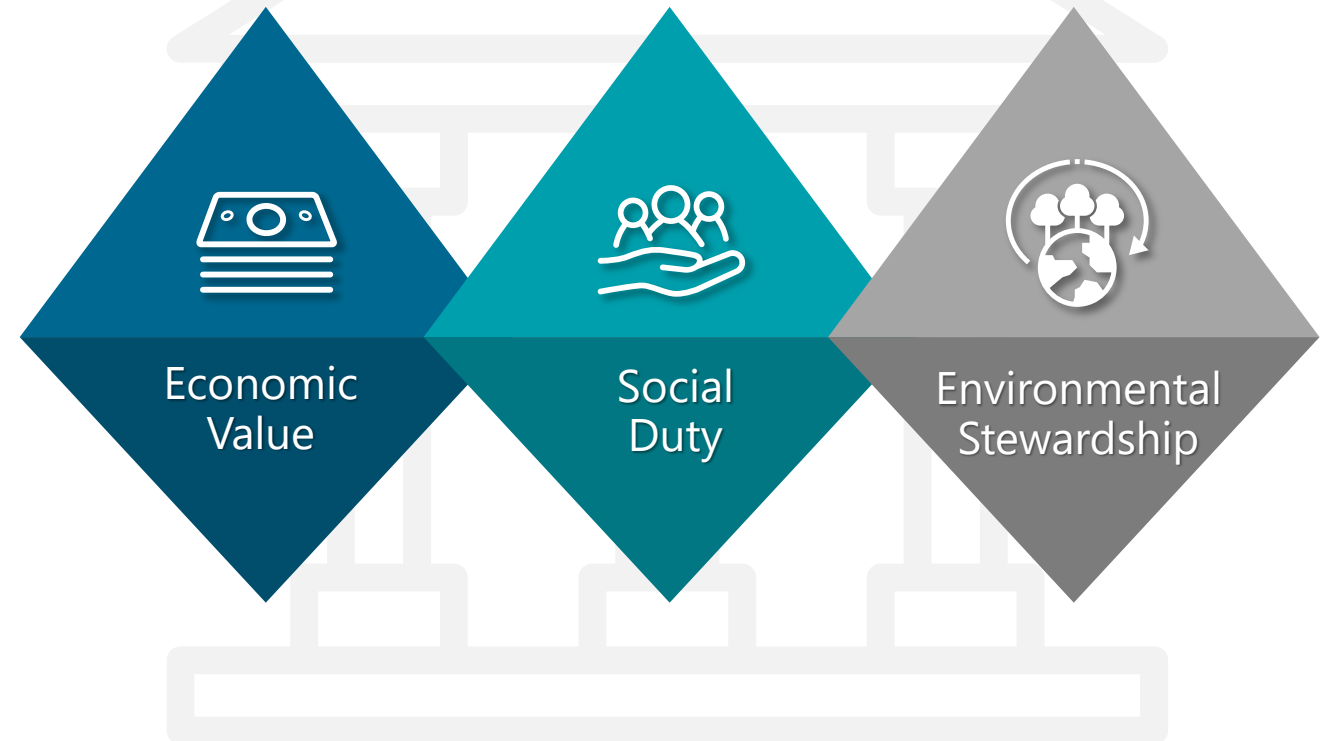 Economic
Value
Social
Duty
Environmental
Stewardship